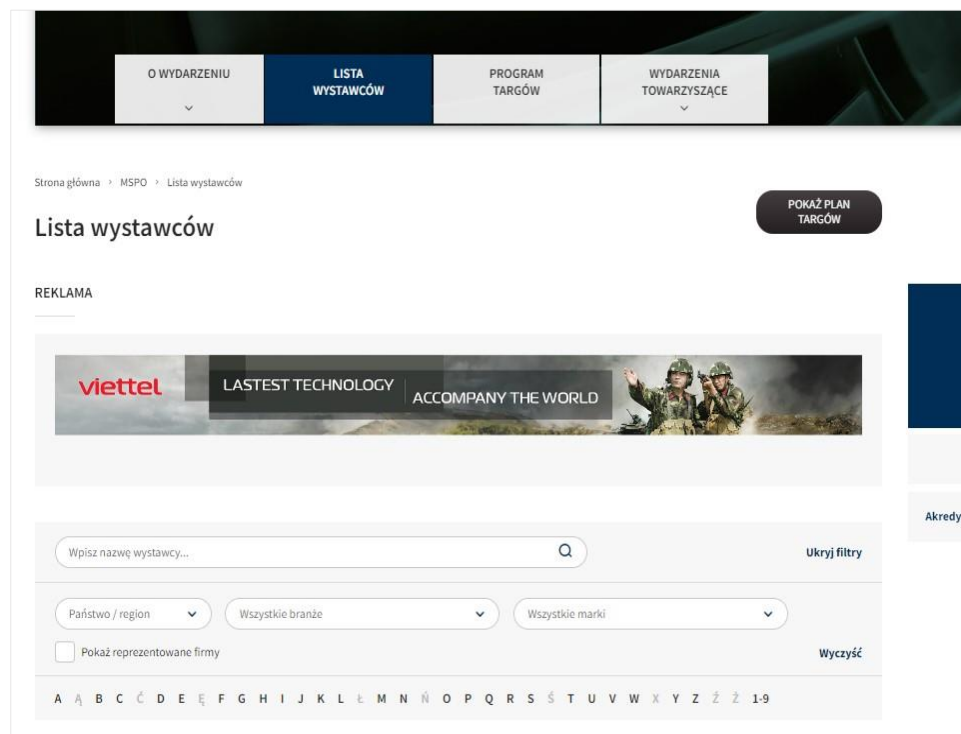 O WYDARZENIU
LISTA
WYSTAWCÓW
PROGRAM
TARGÓW
WYDARZENIA
TOWARZYSZĄCE
Strona główna > MSPO > Lista wystawców
POKAŻ PLAN
TARGÓW
Lista wystawców
REKLAMA
viettel
LASTEST TECHNOLOGY
ACCOMPANY THE WORLD
Akredy
Wpisz nazwę wystawcy...
Ukryj filtry
Państwo / region
Wszystkie branże
Wszystkie marki
Pokaż reprezentowane firmy
Wyczyść
A Ą B C Ć D E Ę F G H I J K L Ł M N Ń O P Q R S Ś T U V W X Y Z Ź Ż 1-9